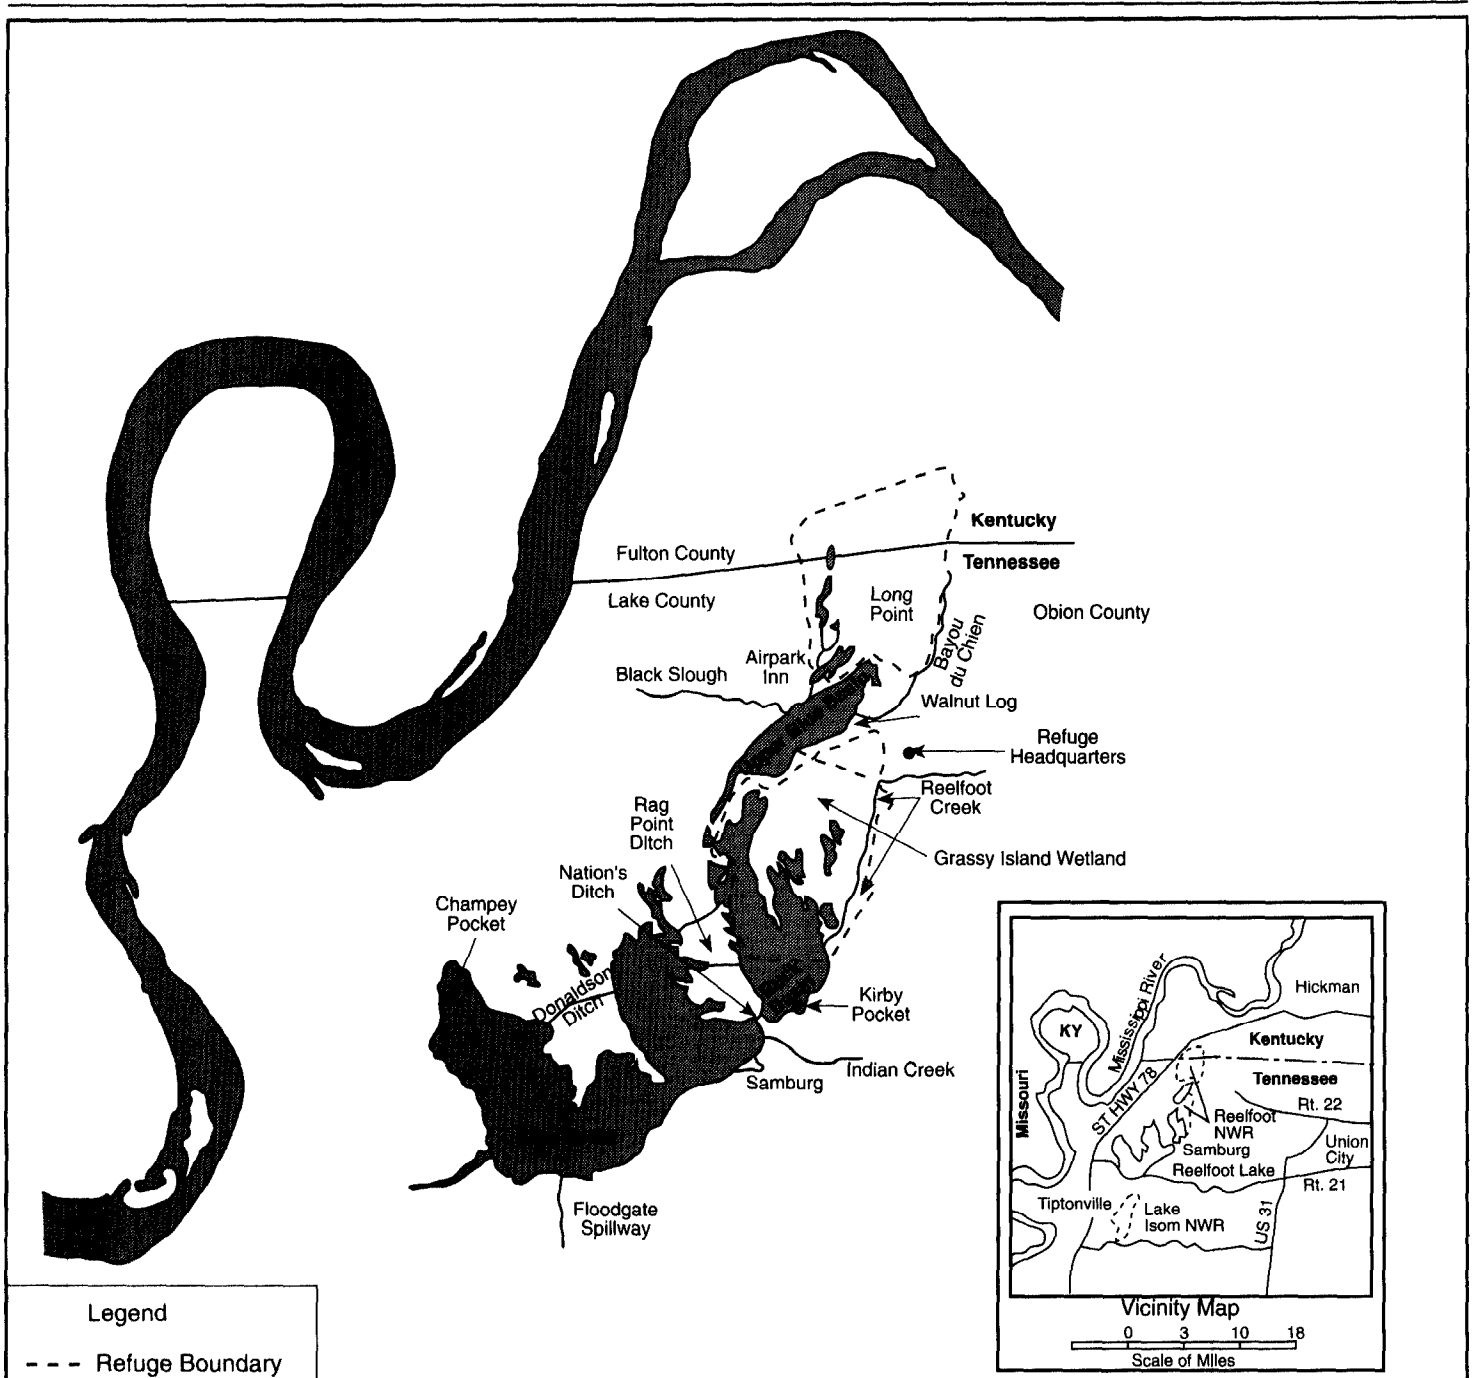 Kentucky
Fulton County
Tennessee
Lake County
Long
Point
Obion County
Bayou
du Chien
Airpark
Inn
Black Slough
Walnut Log
Refuge
Headquarters
Reelfoot
Creek
Rag
Point
Ditch
Grassy Island Wetland
Nation's
Ditch
Champey
Pocket
Donaldson
Ditch
Kirby
Pocket
Indian Creek
Samburg
Floodgate
Spillway
Legend
Refuge Boundary
Mississippi River
Hickman
KY
Kentucky
Tennessee
Missouri
ST HWY 78
Rt. 22
Reelfoot
NWR
Samburg
Union
City
Reelfoot Lake
Rt. 21
Tiptonville
Lake
Isom NWR
US 31
Vicinity Map
0 3 10 18
Scale of Miles